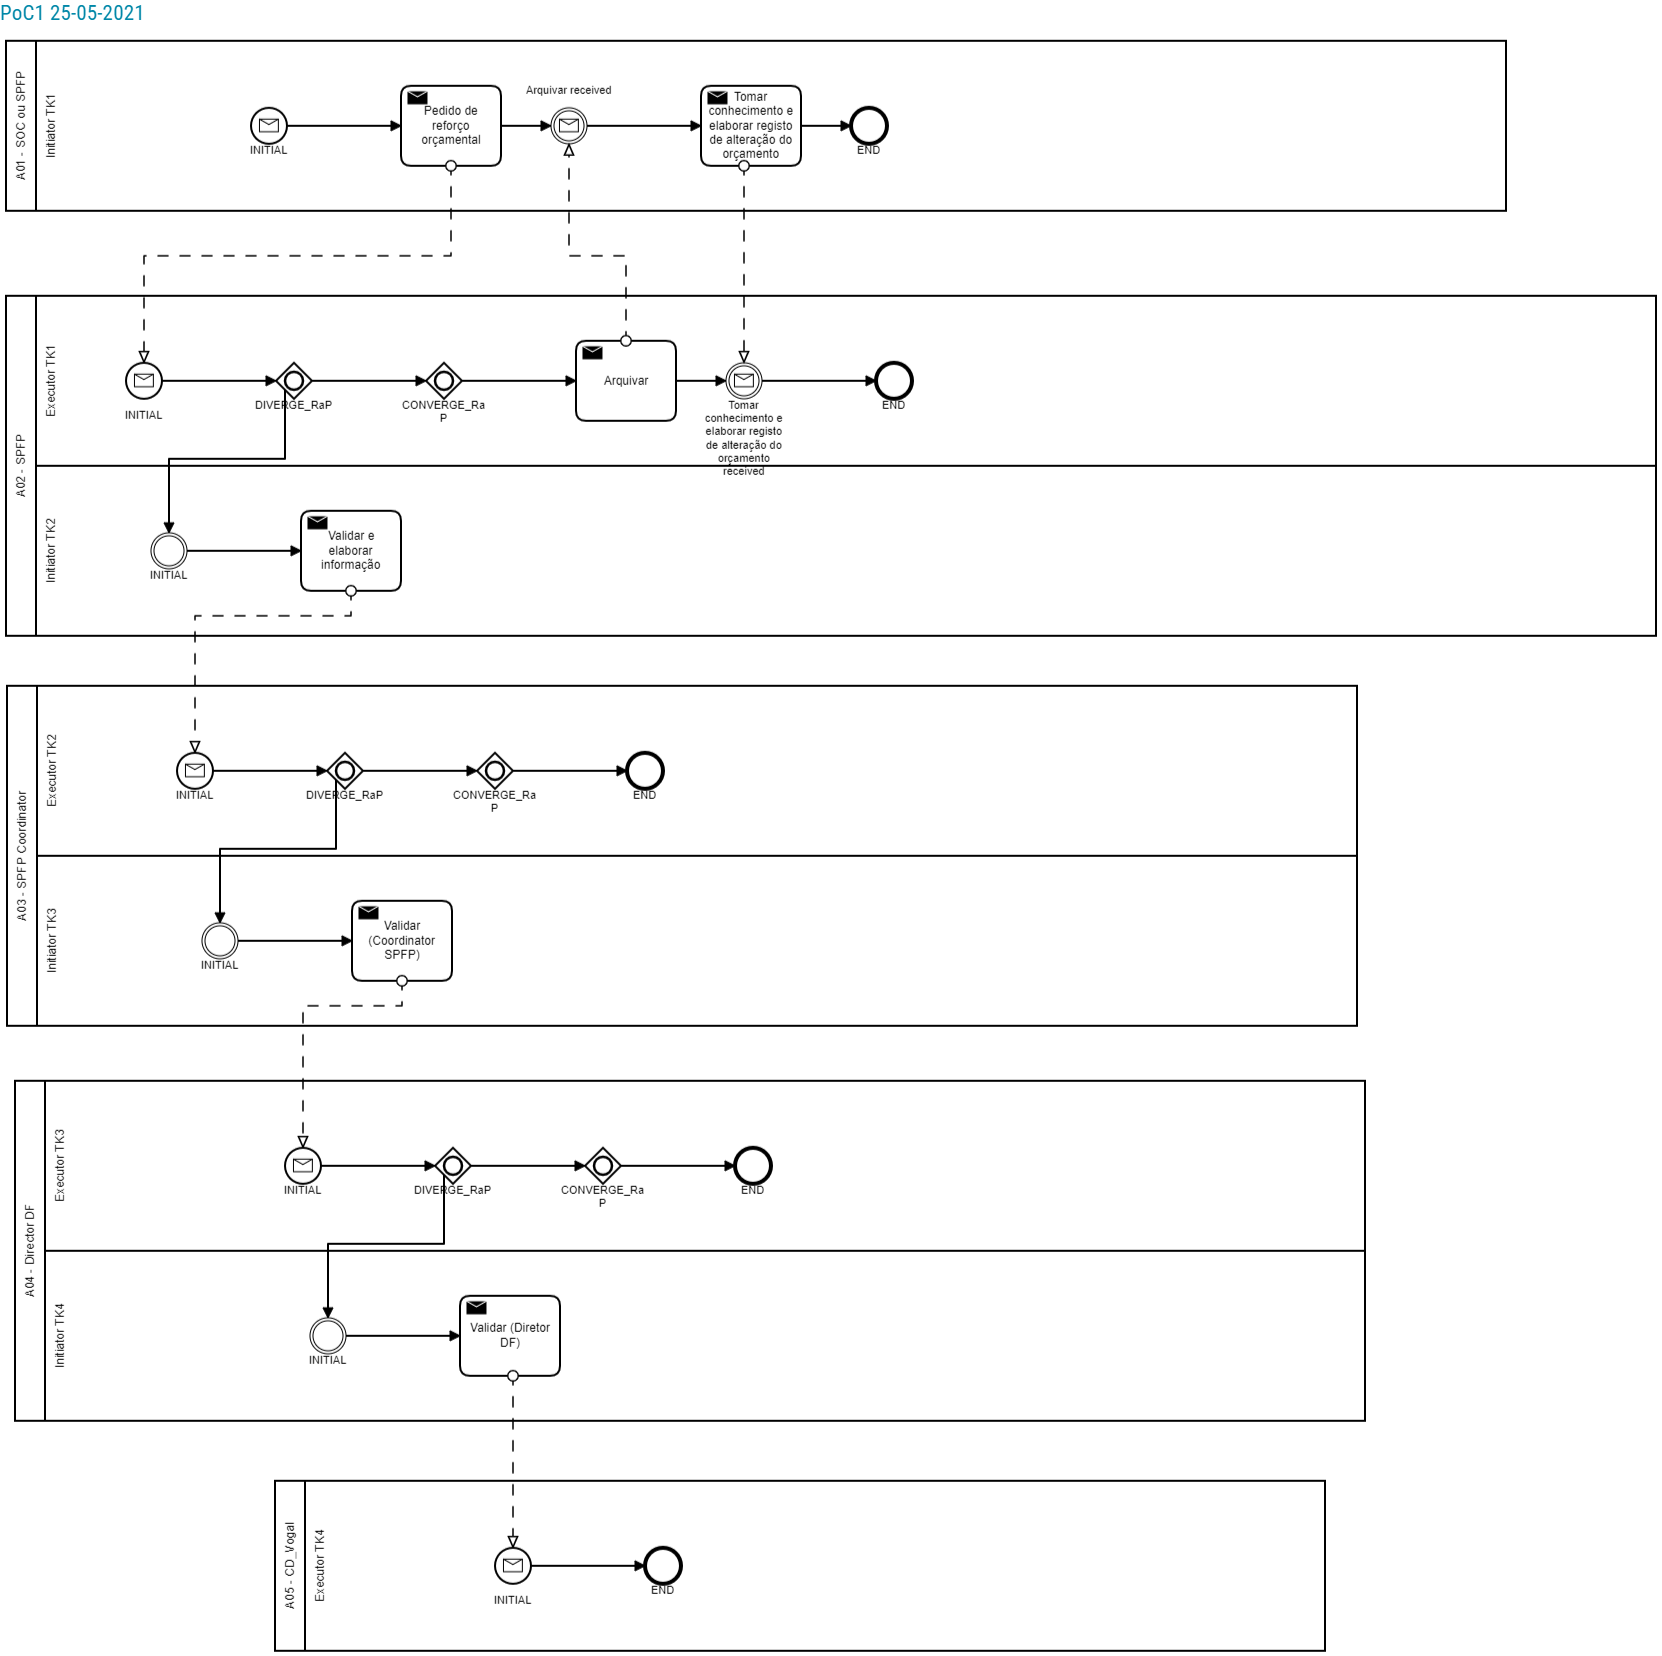 PoC1 25-05-2021
A01 - SOC ou SPFP
Initiator TK1
INITIAL
Pedido de
reforço
orçamental
Arquivar received
Tomar
conhecimento e
elaborar registo
de alteração do
orçamento
END
A02 - SPFP
Executor TK1
INITIAL
DIVERGE_RaP
CONVERGE_Ra
P
Arquivar
Tomar
conhecimento e
elaborar registo
de alteração do
orçamento
received
END
Initiator TK2
INITIAL
Validar e
elaborar
informação
A03 - SPFP Coordinator
Executor TK2
INITIAL
DIVERGE_RaP
CONVERGE_Ra
P
END
Initiator TK3
INITIAL
Validar
(Coordinator
SPFP)
A04 - Director DF
Executor TK3
INITIAL
DIVERGE_RaP
CONVERGE_Ra
P
END
Initiator TK4
INITIAL
Validar (Diretor
DF)
A05 - CD_Vogal
Executor TK4
INITIAL
END